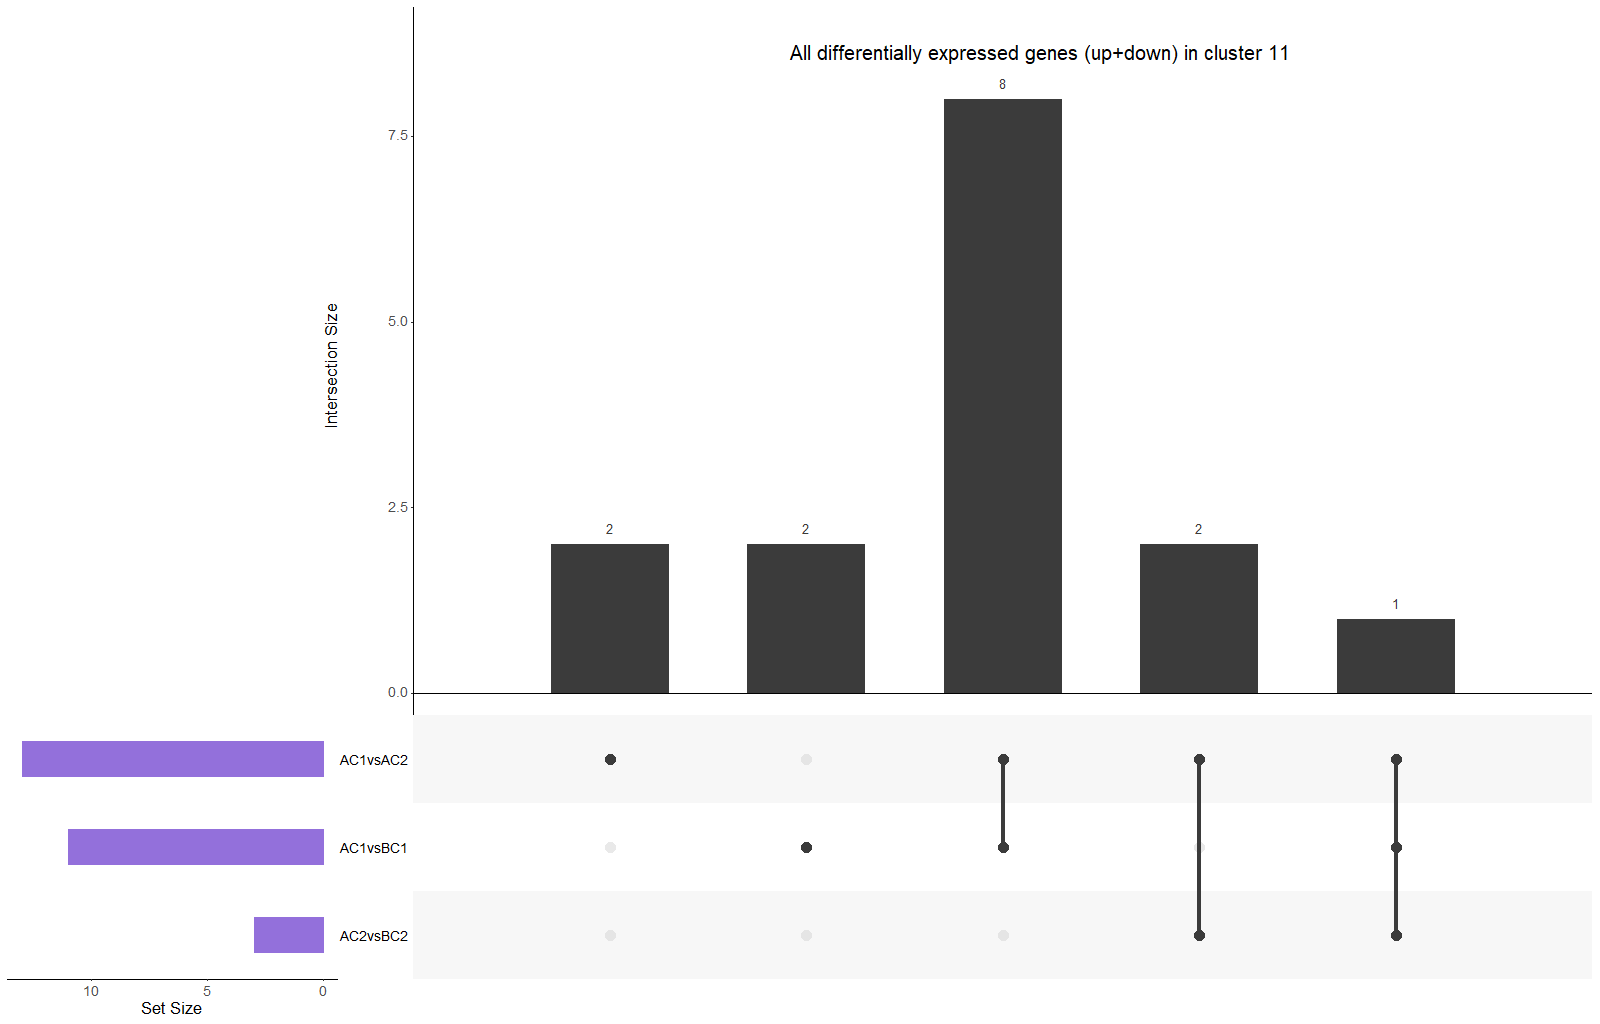 All differentially expressed genes (up+down) in cluster 11
8
7.5
5.0
Intersection Size
2.5
2
2
2
1
0.0
AC1vsAC2
AC1vsBC1
AC2vsBC2
10
5
0
Set Size